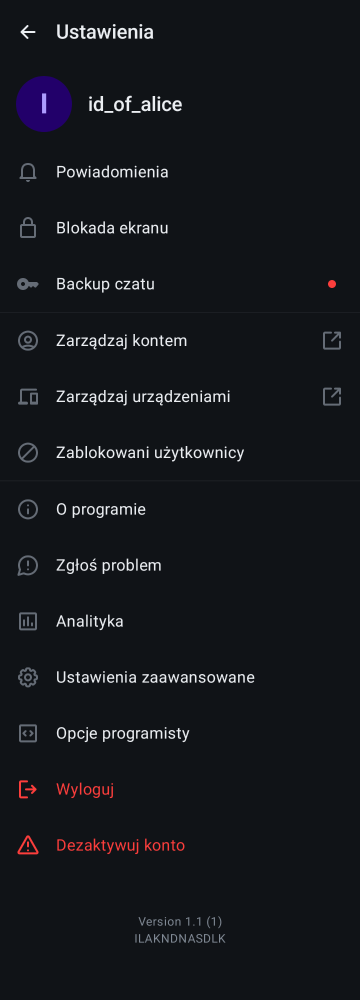 Ustawienia
I
id_of_alice
Powiadomienia
Blokada ekranu
Backup czatu
Zarządzaj kontem
Zarządzaj urządzeniami
Zablokowani użytkownicy
O programie
Zgłoś problem
Analityka
Ustawienia zaawansowane
Opcje programisty
Wyloguj
Dezaktywuj konto
Version 1.1 (1)
ILAKNDNASDLK